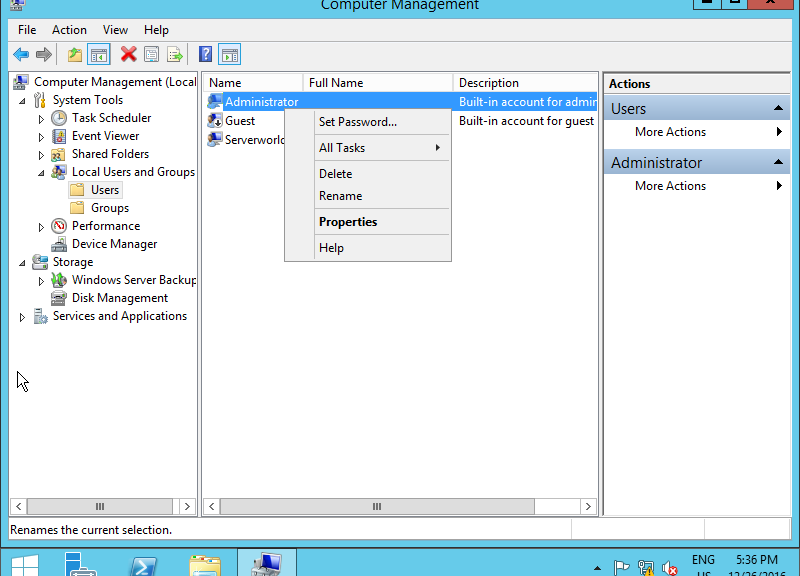 Computer Management
File Action View Help
Computer Management (Local
System Tools
Task Scheduler
Event Viewer
Shared Folders
Local Users and Groups
Users
Groups
Performance
Device Manager
Storage
Windows Server Backup
Disk Management
Services and Applications
Name Full Name Description
Administrator Built-in account for admin
Guest Built-in account for guest
Serverworld
Set Password...
All Tasks
Delete
Rename
Properties
Help
Actions
Users
More Actions
Administrator
More Actions
Renames the current selection.
ENG 5:36 PM
US 12/26/2016